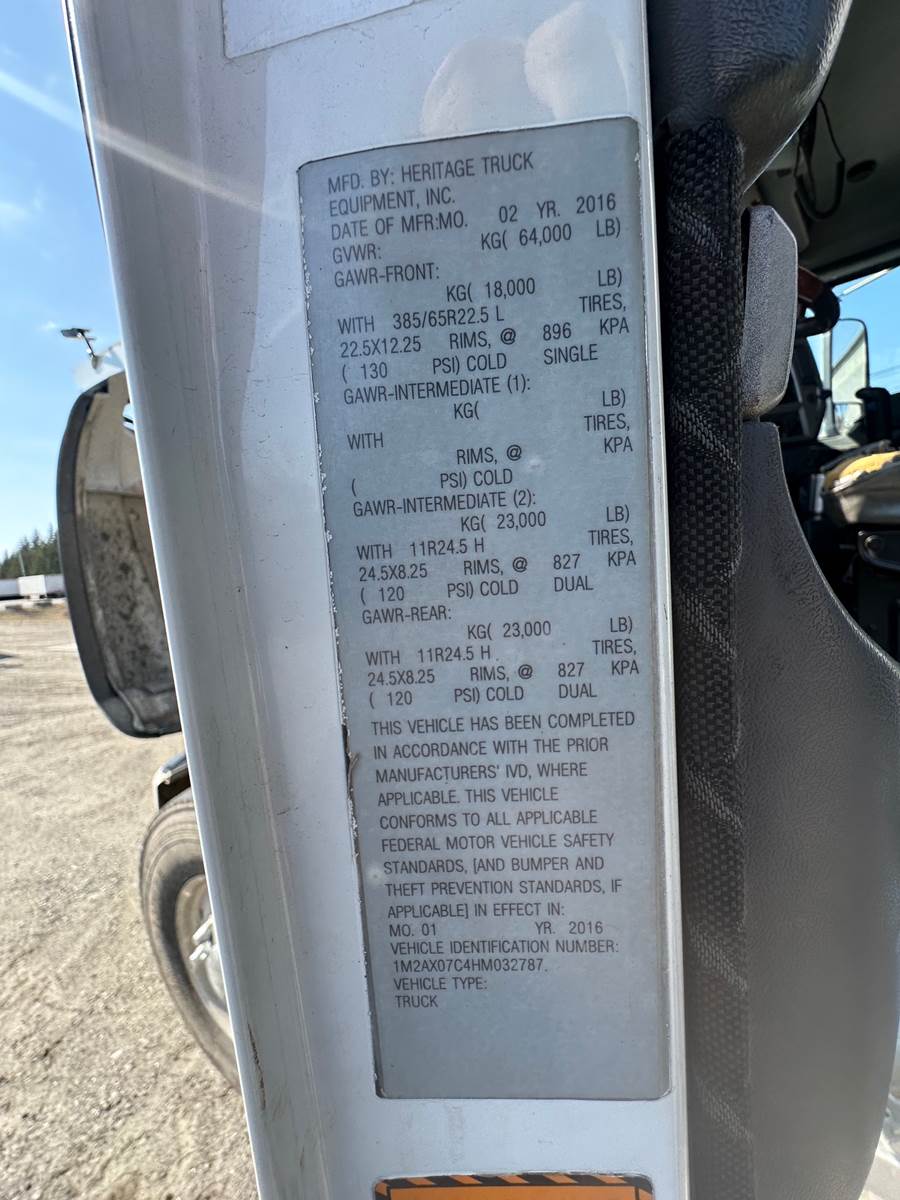 MFD. BY: HERITAGE TRUCK
EQUIPMENT, INC.
DATE OF MFR:MO. 02 YR. 2016
GVWR: KG( 64,000 LB)
GAWR-FRONT:
KG( 18,000 LB)
WITH 385/65R22.5 L TIRES,
22.5X12.25 RIMS, @ 896 KPA
( 130 PSI) COLD SINGLE
GAWR-INTERMEDIATE (1):
KG( LB)
WITH TIRES,
RIMS, @ KPA
( PSI) COLD
GAWR-INTERMEDIATE (2):
KG( 23,000 LB)
WITH 11R24.5 H TIRES,
24.5X8.25 RIMS, @ 827 KPA
( 120 PSI) COLD DUAL
GAWR-REAR:
KG( 23,000 LB)
WITH 11R24.5 H TIRES,
24.5X8.25 RIMS, @ 827 KPA
( 120 PSI) COLD DUAL
THIS VEHICLE HAS BEEN COMPLETED
IN ACCORDANCE WITH THE PRIOR
MANUFACTURERS' IVD, WHERE
APPLICABLE. THIS VEHICLE
CONFORMS TO ALL APPLICABLE
FEDERAL MOTOR VEHICLE SAFETY
STANDARDS, [AND BUMPER AND
THEFT PREVENTION STANDARDS, IF
APPLICABLE] IN EFFECT IN:
MO. 01 YR. 2016
VEHICLE IDENTIFICATION NUMBER:
1M2AX07C4HM032787
VEHICLE TYPE:
TRUCK